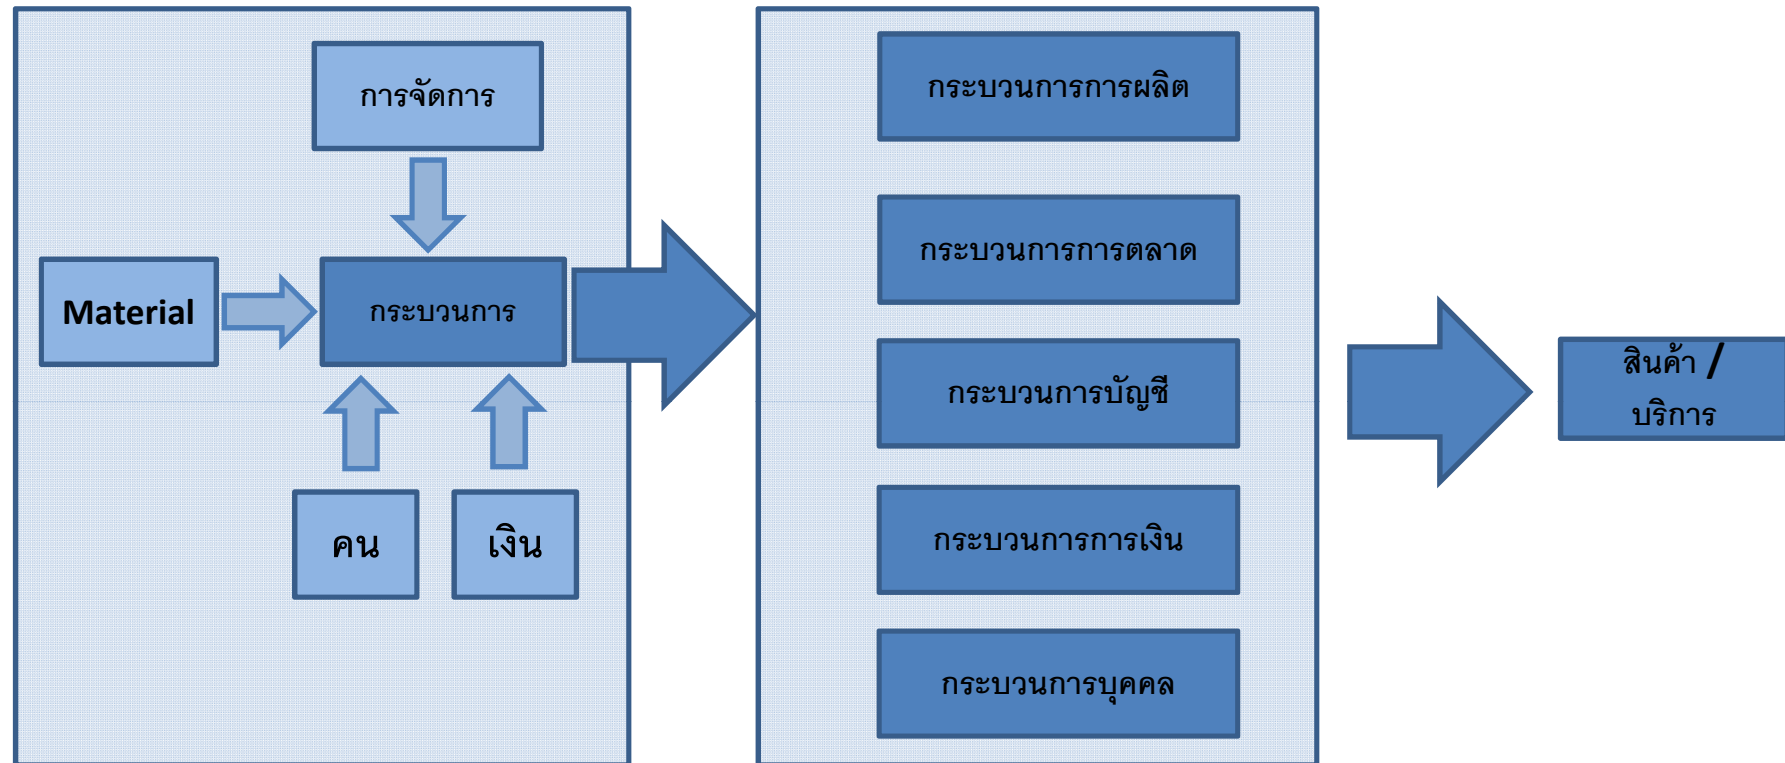 การจัดการ
Material
กระบวนการ
คน
เงิน
กระบวนการการผลิต
กระบวนการการตลาด
กระบวนการบัญชี
กระบวนการการเงิน
กระบวนการบุคคล
สินค้า /
บริการ